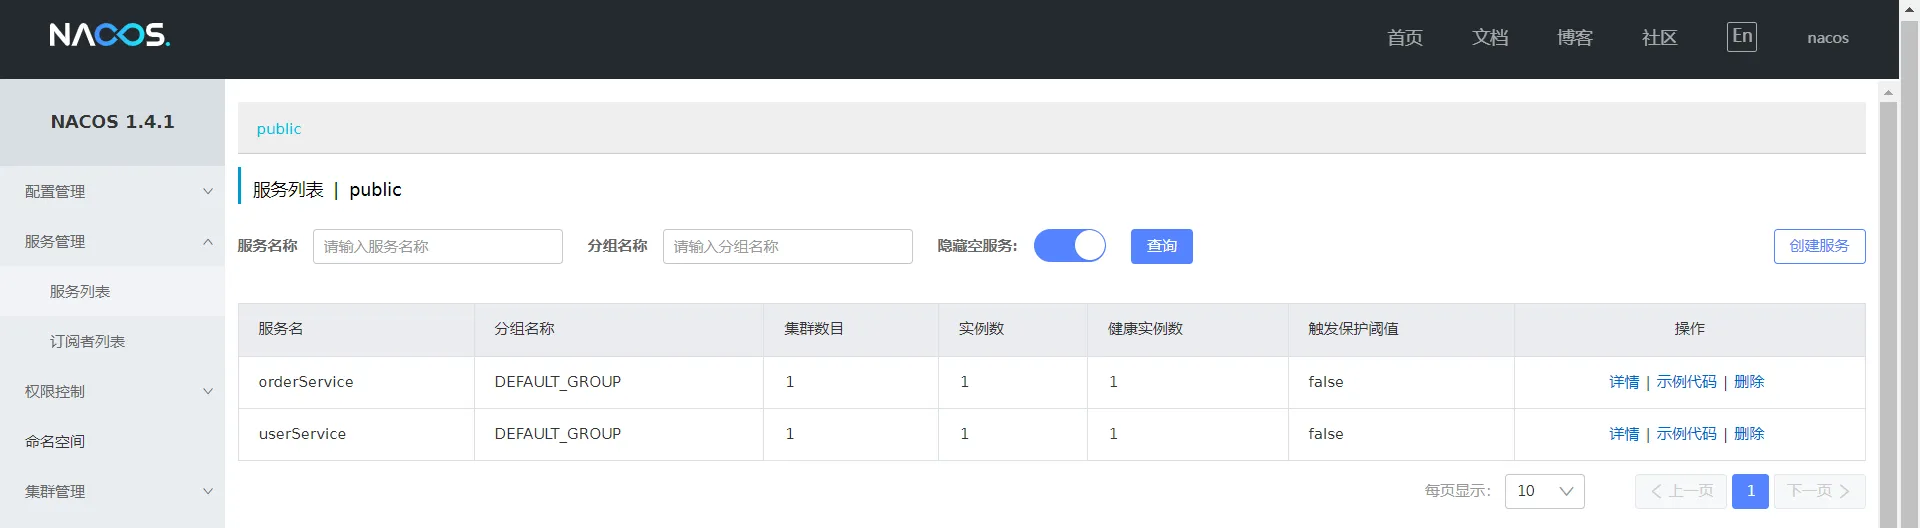 NACOS. 首页 文档 博客 社区 En nacos
NACOS 1.4.1
配置管理
服务管理
服务列表
订阅者列表
权限控制
命名空间
集群管理
public
服务列表 | public
服务名称 请输入服务名称 分组名称 请输入分组名称 隐藏空服务: 查询 创建服务
服务名 分组名称 集群数目 实例数 健康实例数 触发保护阈值 操作
orderService DEFAULT_GROUP 1 1 1 false 详情 | 示例代码 | 删除
userService DEFAULT_GROUP 1 1 1 false 详情 | 示例代码 | 删除
每页显示: 10 上一页 1 下一页